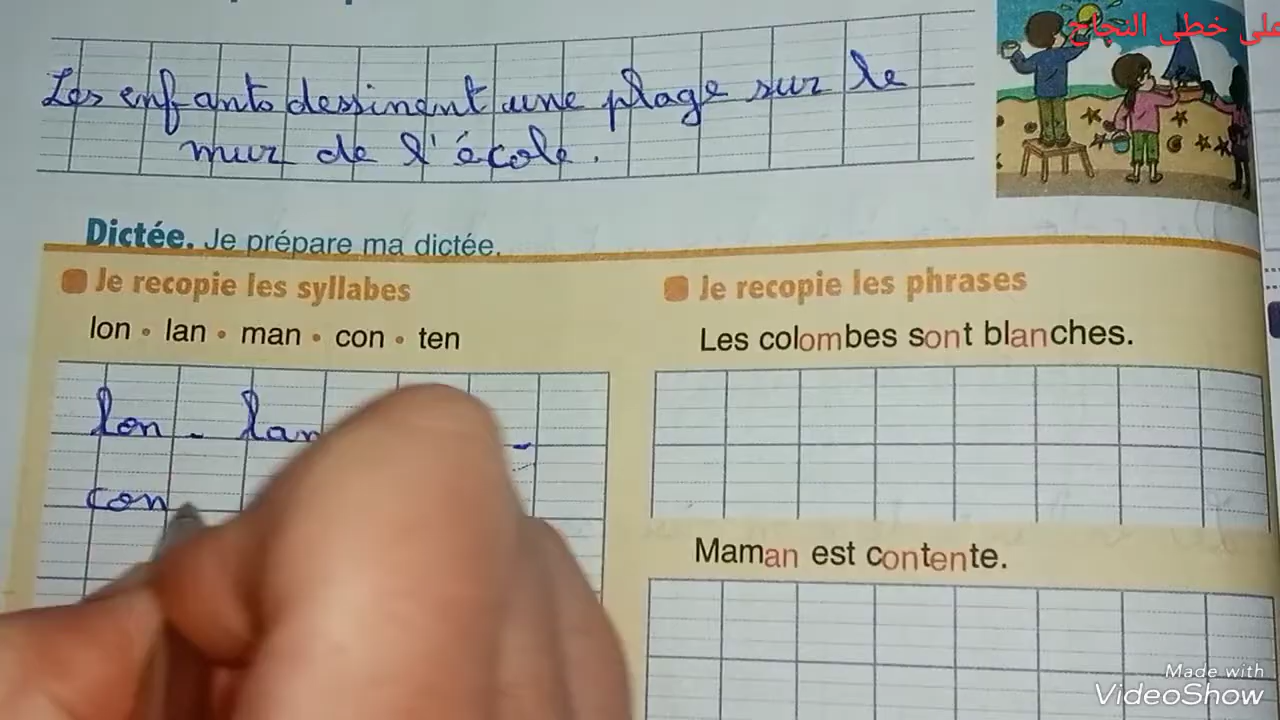 على خطى النجاح
Les enfants dessinent une plage sur le
mur de l'école.
Dictée. Je prépare ma dictée.
Je recopie les syllabes
lon • lan • man • con • ten
lon - lan -
con
Je recopie les phrases
Les colombes sont blanches.
Maman est contente.
Made with
VideoShow